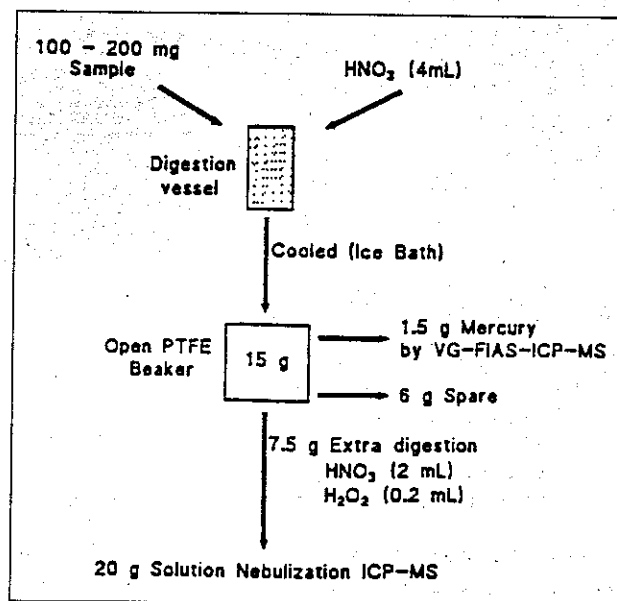 100 - 200 mg
Sample
HNO₃ (4mL)
Digestion
vessel
Cooled (Ice Bath)
Open PTFE
Beaker
15 g
1.5 g Mercury
by VG-FIAS-ICP-MS
6 g Spare
7.5 g Extra digestion
HNO₃ (2 mL)
H₂O₂ (0.2 mL)
20 g Solution Nebulization ICP-MS